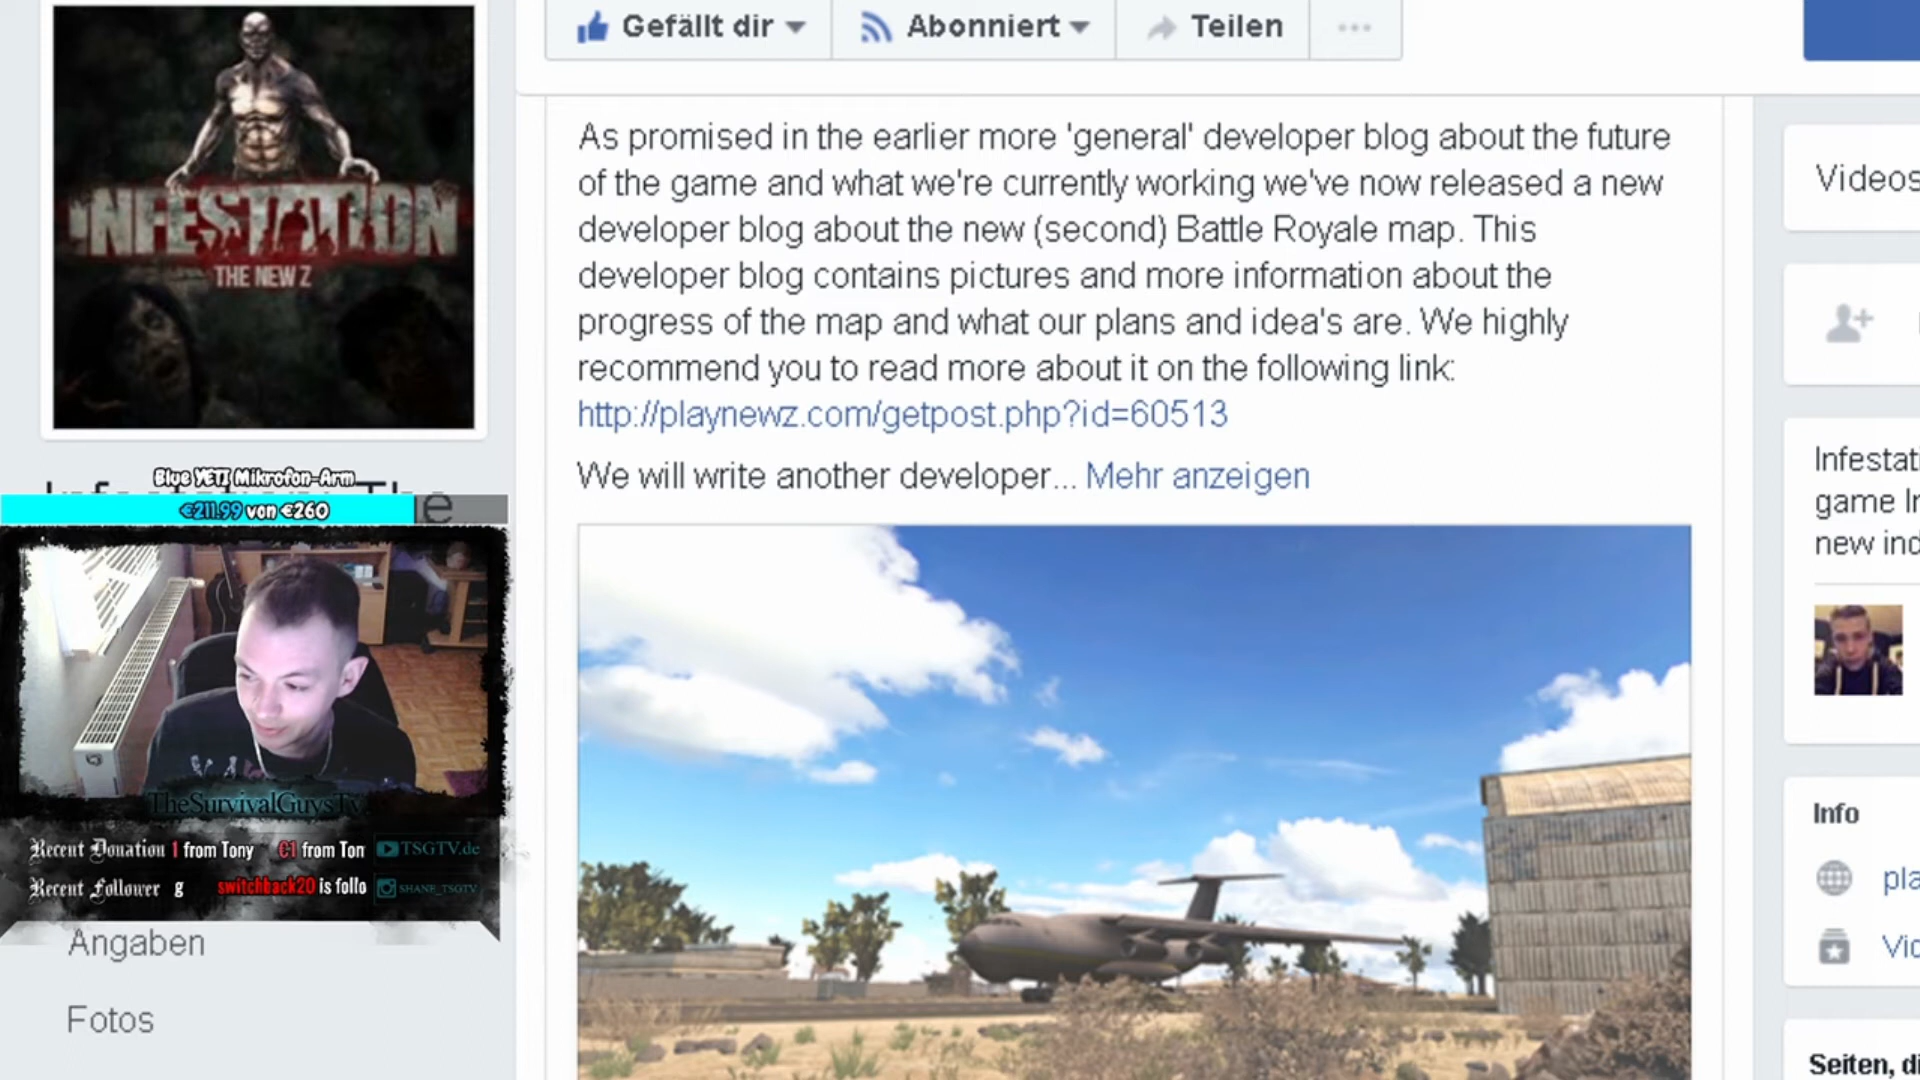 Gefällt dir
Abonniert
Teilen
INFESTATION
THE NEW Z
As promised in the earlier more 'general' developer blog about the future
of the game and what we're currently working we've now released a new
developer blog about the new (second) Battle Royale map. This
developer blog contains pictures and more information about the
progress of the map and what our plans and idea's are. We highly
recommend you to read more about it on the following link:
http://playnewz.com/getpost.php?id=60513
We will write another developer... Mehr anzeigen
Blue YETI Mikrofon-Arm
€211.99 von €260
TheSurvivalGuysTv
Recent Donation 1 from Tony €1 from Ton
TSGTV.de
Recent Follower g switchback20 is follo
SHANE_TSGTV
Angaben
Fotos
Videos
Infestati
game In
new ind
Info
pla
Vid
Seiten, di